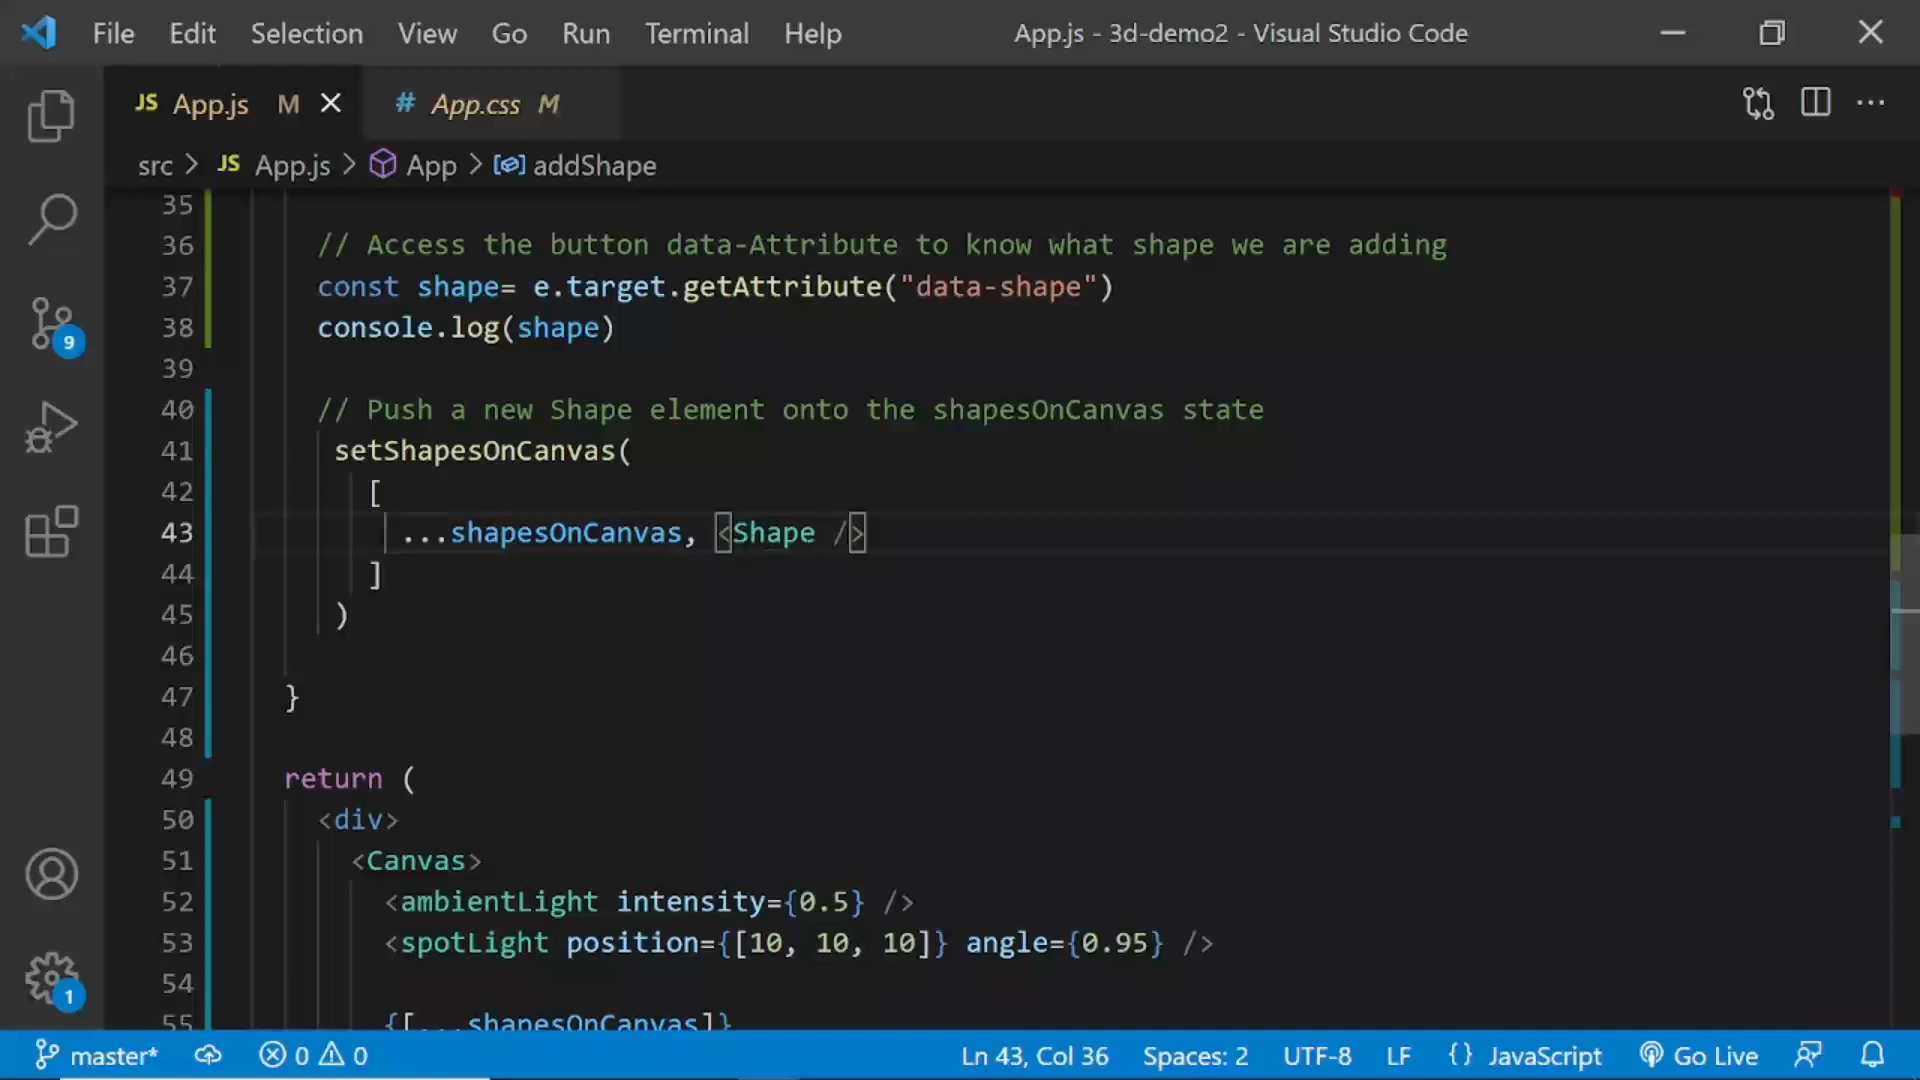 File Edit Selection View Go Run Terminal Help App.js - 3d-demo2 - Visual Studio Code
JS App.js M # App.css M
src > JS App.js > App > addShape
35
36 // Access the button data-Attribute to know what shape we are adding
37 const shape= e.target.getAttribute("data-shape")
38 console.log(shape)
39
40 // Push a new Shape element onto the shapesOnCanvas state
41 setShapesOnCanvas(
42 [
43 ...shapesOnCanvas, <Shape />
44 ]
45 )
46
47 }
48
49 return (
50 <div>
51 <Canvas>
52 <ambientLight intensity={0.5} />
53 <spotLight position={[10, 10, 10]} angle={0.95} />
54
55 {[...shapesOnCanvas]}
9
1
master* 0 0 Ln 43, Col 36 Spaces: 2 UTF-8 LF {} JavaScript Go Live